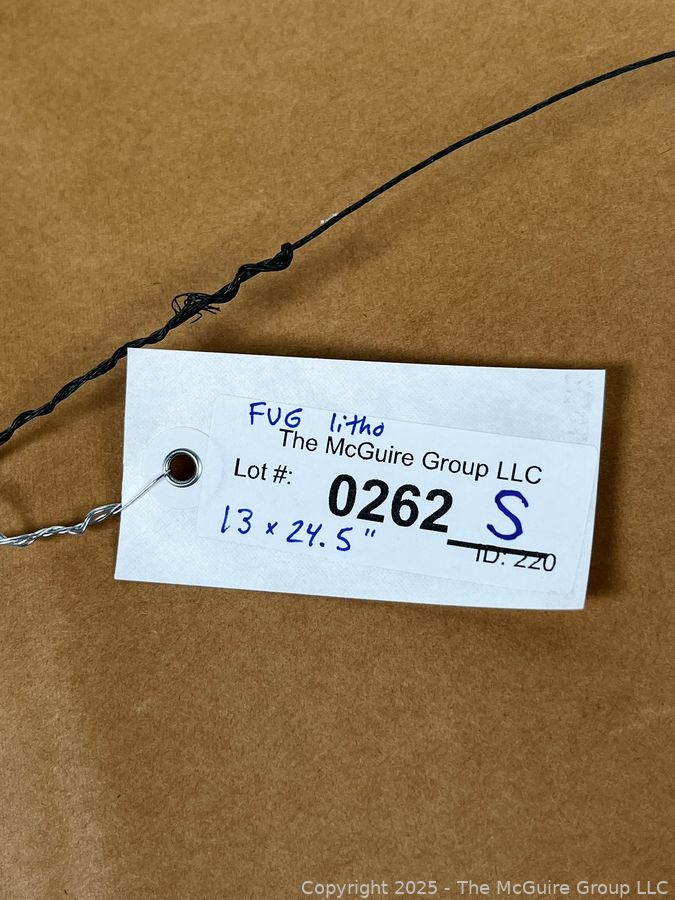 FUG litho
The McGuire Group LLC
Lot #: 0262 S
13 x 24.5"
ID: 220
Copyright 2025 - The McGuire Group LLC